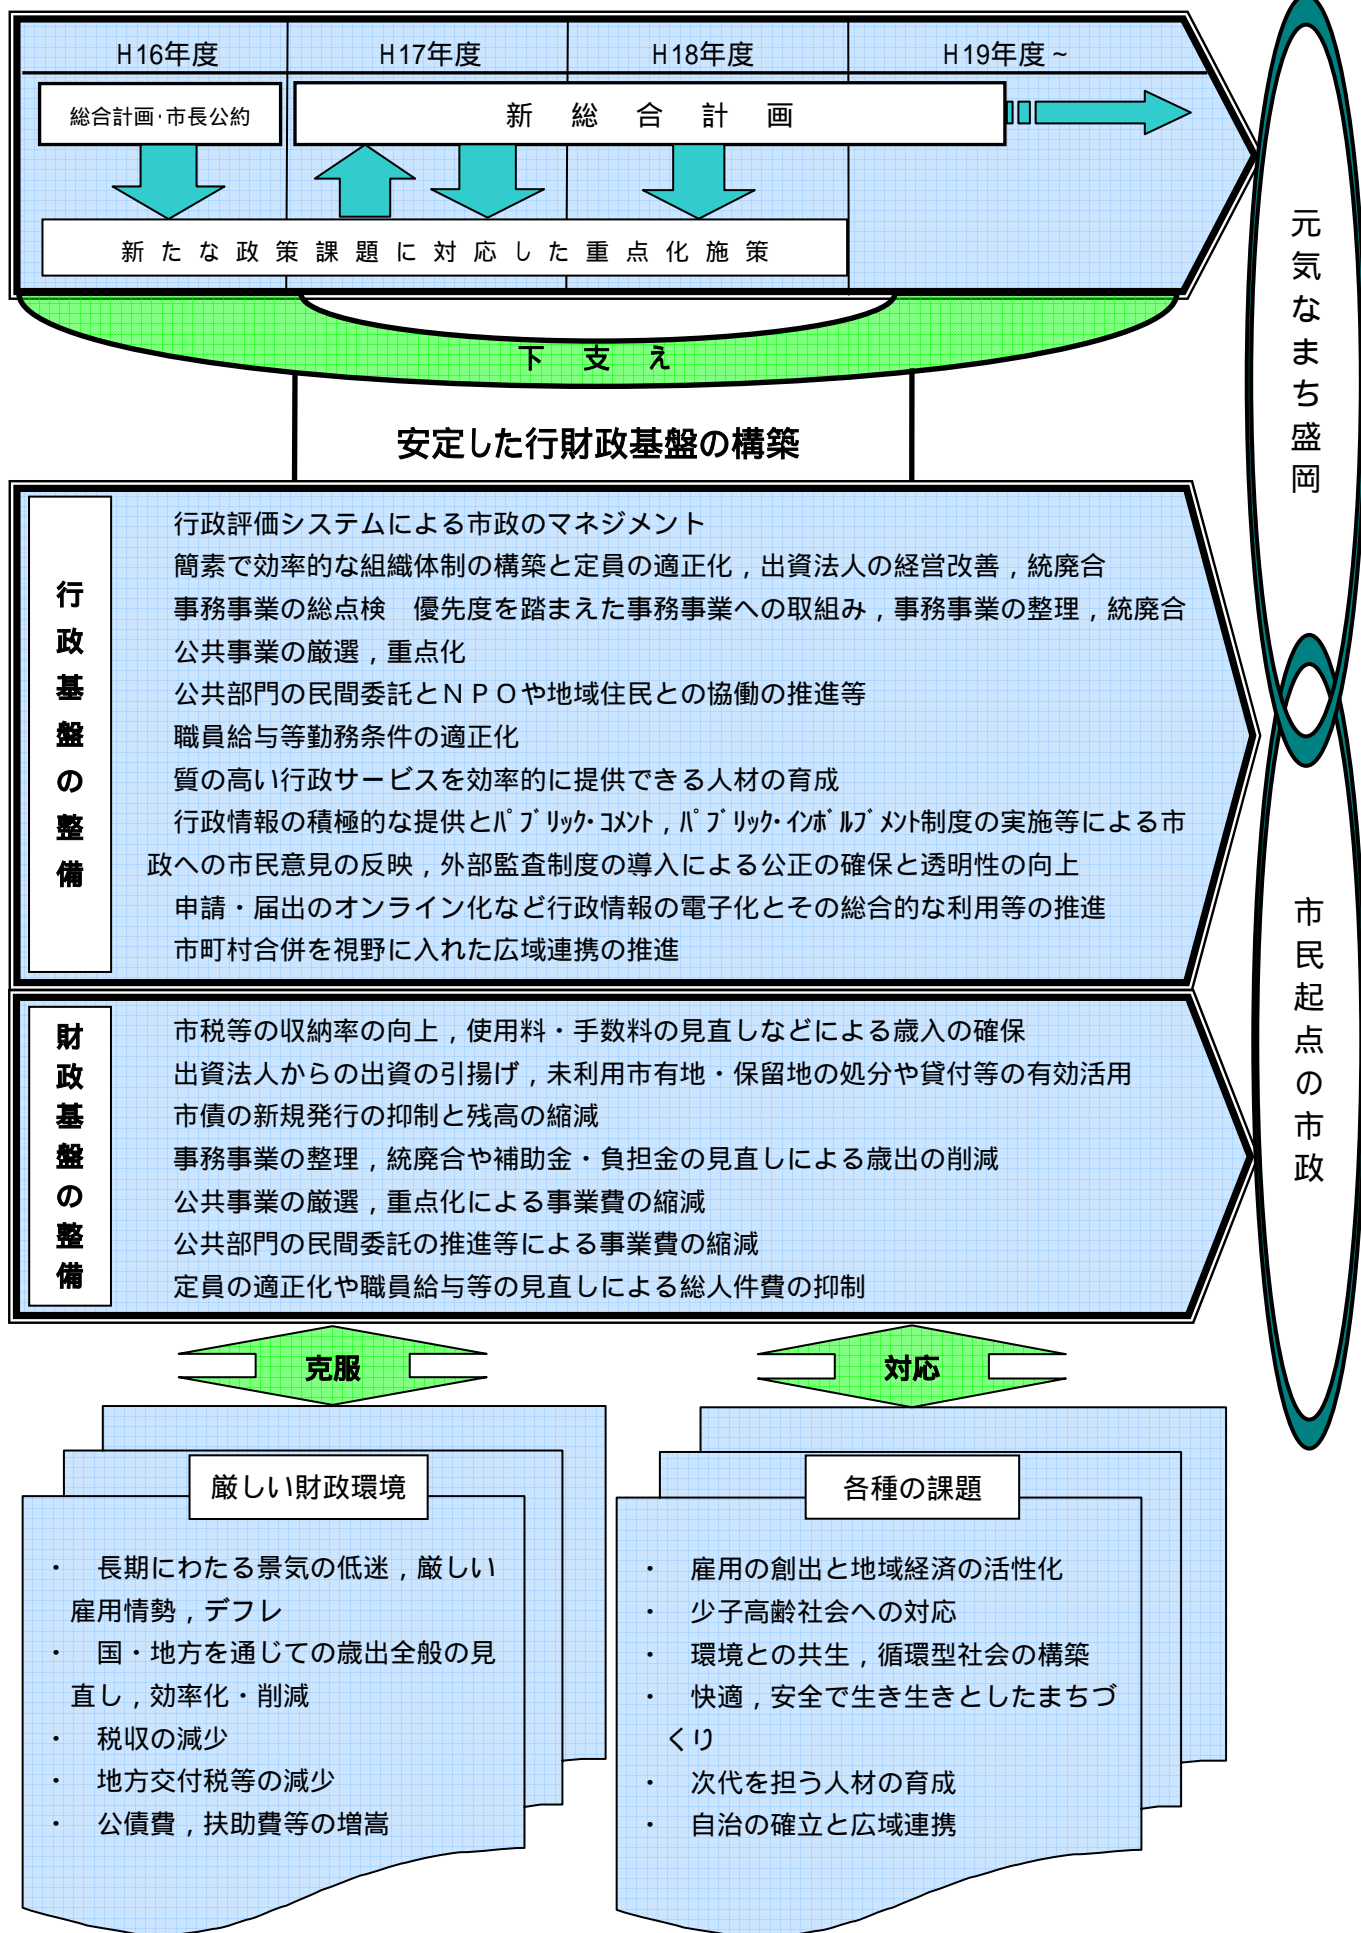 H16年度
H17年度
H18年度
H19年度～
総合計画・市長公約
新総合計画
新たな政策課題に対応した重点化施策
下支え
安定した行財政基盤の構築
行政基盤の整備
行政評価システムによる市政のマネジメント
簡素で効率的な組織体制の構築と定員の適正化，出資法人の経営改善，統廃合
事務事業の総点検　優先度を踏まえた事務事業への取組み，事務事業の整理，統廃合
公共事業の厳選，重点化
公共部門の民間委託とＮＰＯや地域住民との協働の推進等
職員給与等勤務条件の適正化
質の高い行政サービスを効率的に提供できる人材の育成
行政情報の積極的な提供とﾊﾟﾌﾞﾘｯｸ･ｺﾒﾝﾄ，ﾊﾟﾌﾞﾘｯｸ･ｲﾝﾎﾞﾙﾌﾞﾒﾝﾄ制度の実施等による市
政への市民意見の反映，外部監査制度の導入による公正の確保と透明性の向上
申請・届出のオンライン化など行政情報の電子化とその総合的な利用等の推進
市町村合併を視野に入れた広域連携の推進
財政基盤の整備
市税等の収納率の向上，使用料・手数料の見直しなどによる歳入の確保
出資法人からの出資の引揚げ，未利用市有地・保留地の処分や貸付等の有効活用
市債の新規発行の抑制と残高の縮減
事務事業の整理，統廃合や補助金・負担金の見直しによる歳出の削減
公共事業の厳選，重点化による事業費の縮減
公共部門の民間委託の推進等による事業費の縮減
定員の適正化や職員給与等の見直しによる総人件費の抑制
元気なまち盛岡
市民起点の市政
克服
対応
厳しい財政環境
・　長期にわたる景気の低迷，厳しい
雇用情勢，デフレ
・　国・地方を通じての歳出全般の見
直し，効率化・削減
・　税収の減少
・　地方交付税等の減少
・　公債費，扶助費等の増嵩
各種の課題
・　雇用の創出と地域経済の活性化
・　少子高齢社会への対応
・　環境との共生，循環型社会の構築
・　快適，安全で生き生きとしたまちづ
くり
・　次代を担う人材の育成
・　自治の確立と広域連携